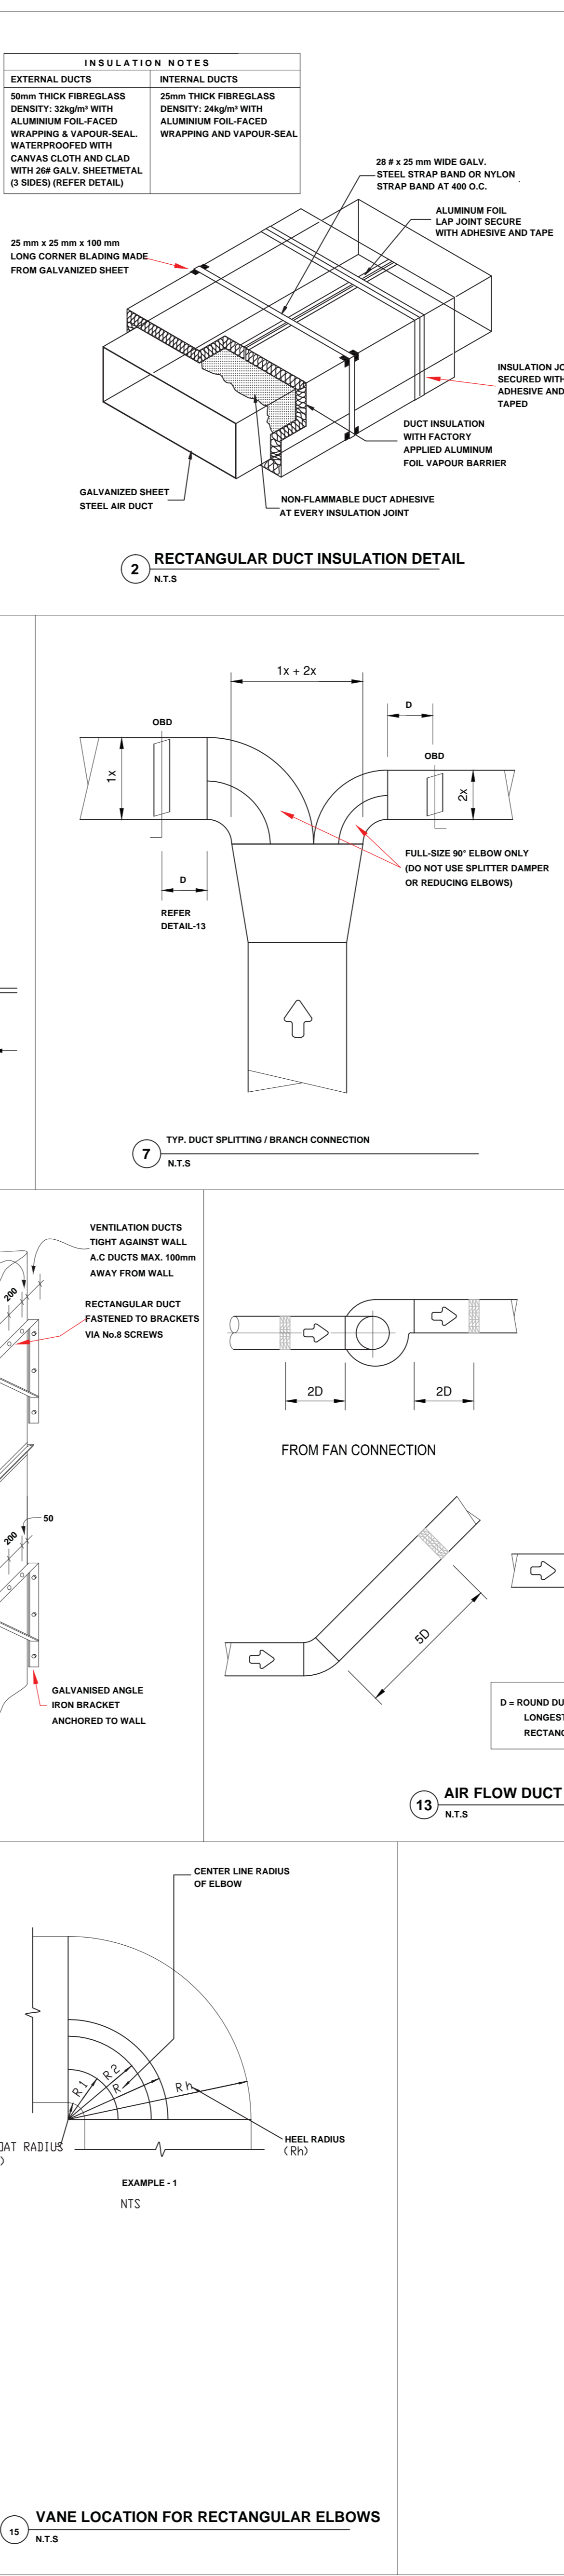 INSULATION NOTES
EXTERNAL DUCTS
50mm THICK FIBREGLASS
DENSITY: 32kg/m³ WITH
ALUMINIUM FOIL-FACED
WRAPPING & VAPOUR-SEAL.
WATERPROOFED WITH
CANVAS CLOTH AND CLAD
WITH 26# GALV. SHEETMETAL
(3 SIDES) (REFER DETAIL)
INTERNAL DUCTS
25mm THICK FIBREGLASS
DENSITY: 24kg/m³ WITH
ALUMINIUM FOIL-FACED
WRAPPING AND VAPOUR-SEAL
28 # x 25 mm WIDE GALV.
STEEL STRAP BAND OR NYLON
STRAP BAND AT 400 O.C.
ALUMINUM FOIL
LAP JOINT SECURE
WITH ADHESIVE AND TAPE
25 mm x 25 mm x 100 mm
LONG CORNER BLADING MADE
FROM GALVANIZED SHEET
INSULATION JO
SECURED WITH
ADHESIVE AND
TAPED
DUCT INSULATION
WITH FACTORY
APPLIED ALUMINUM
FOIL VAPOUR BARRIER
GALVANIZED SHEET
STEEL AIR DUCT
NON-FLAMMABLE DUCT ADHESIVE
AT EVERY INSULATION JOINT
2 RECTANGULAR DUCT INSULATION DETAIL
N.T.S
1x + 2x
D
OBD
OBD
1x
2x
FULL-SIZE 90° ELBOW ONLY
(DO NOT USE SPLITTER DAMPER
OR REDUCING ELBOWS)
D
REFER
DETAIL-13
7 TYP. DUCT SPLITTING / BRANCH CONNECTION
N.T.S
VENTILATION DUCTS
TIGHT AGAINST WALL
A.C DUCTS MAX. 100mm
AWAY FROM WALL
200
RECTANGULAR DUCT
FASTENED TO BRACKETS
VIA No.8 SCREWS
50
200
GALVANISED ANGLE
IRON BRACKET
ANCHORED TO WALL
2D
2D
FROM FAN CONNECTION
5D
D = ROUND DU
LONGEST
RECTANG
13 AIR FLOW DUCT
N.T.S
CENTER LINE RADIUS
OF ELBOW
R1
R2
R
Rh
OAT RADIUS
)
HEEL RADIUS
(Rh)
EXAMPLE - 1
NTS
15 VANE LOCATION FOR RECTANGULAR ELBOWS
N.T.S